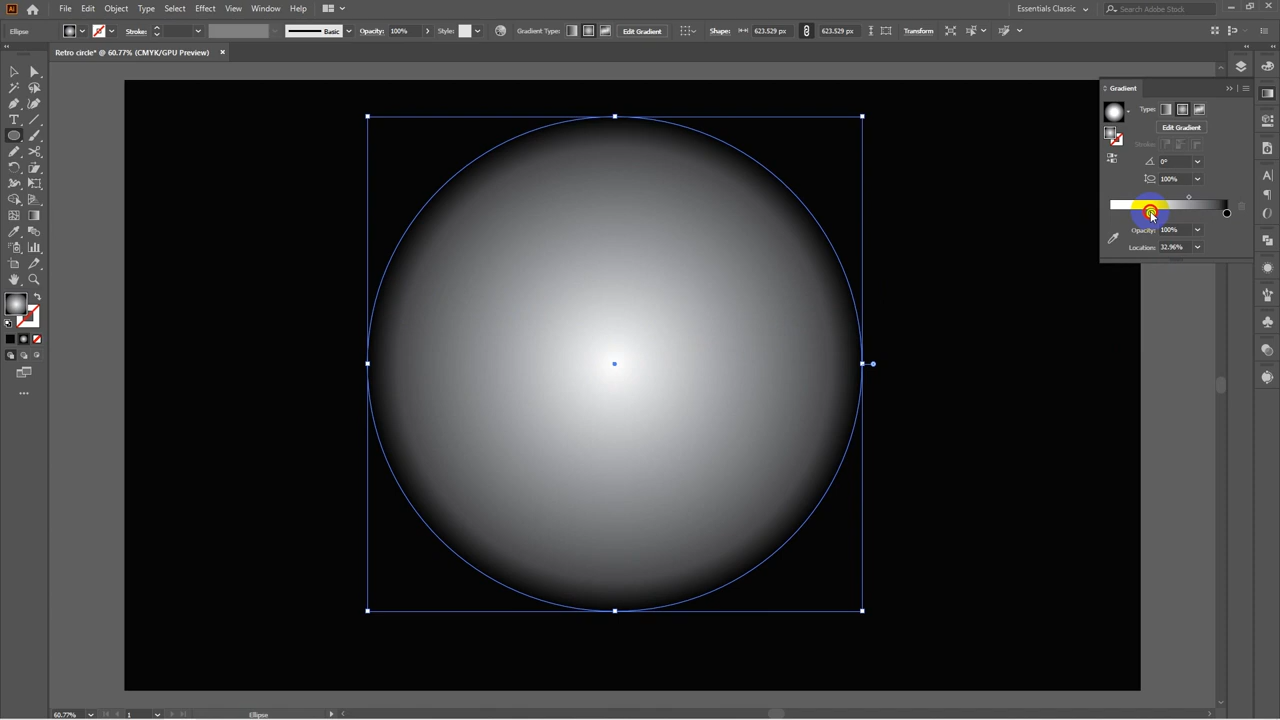 Ai File Edit Object Type Select Effect View Window Help Essentials Classic Search Adobe Stock
Ellipse Stroke: Basic Opacity: 100% Style: Gradient Type: Edit Gradient Shape: 623.529 px 623.529 px Transform
Retro circle* @ 60.77% (CMYK/GPU Preview) ×
Gradient
Type:
Edit Gradient
Stroke:
0°
100%
Opacity: 100%
Location: 32.96%
60.77% 1 Ellipse